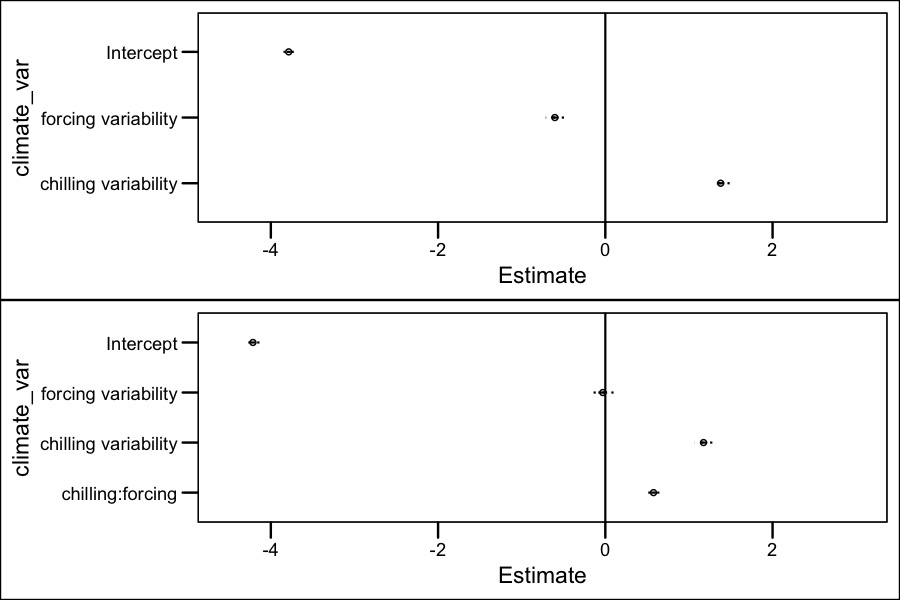 climate_var
Intercept
forcing variability
chilling variability
-4 -2 0 2
Estimate
climate_var
Intercept
forcing variability
chilling variability
chilling:forcing
-4 -2 0 2
Estimate